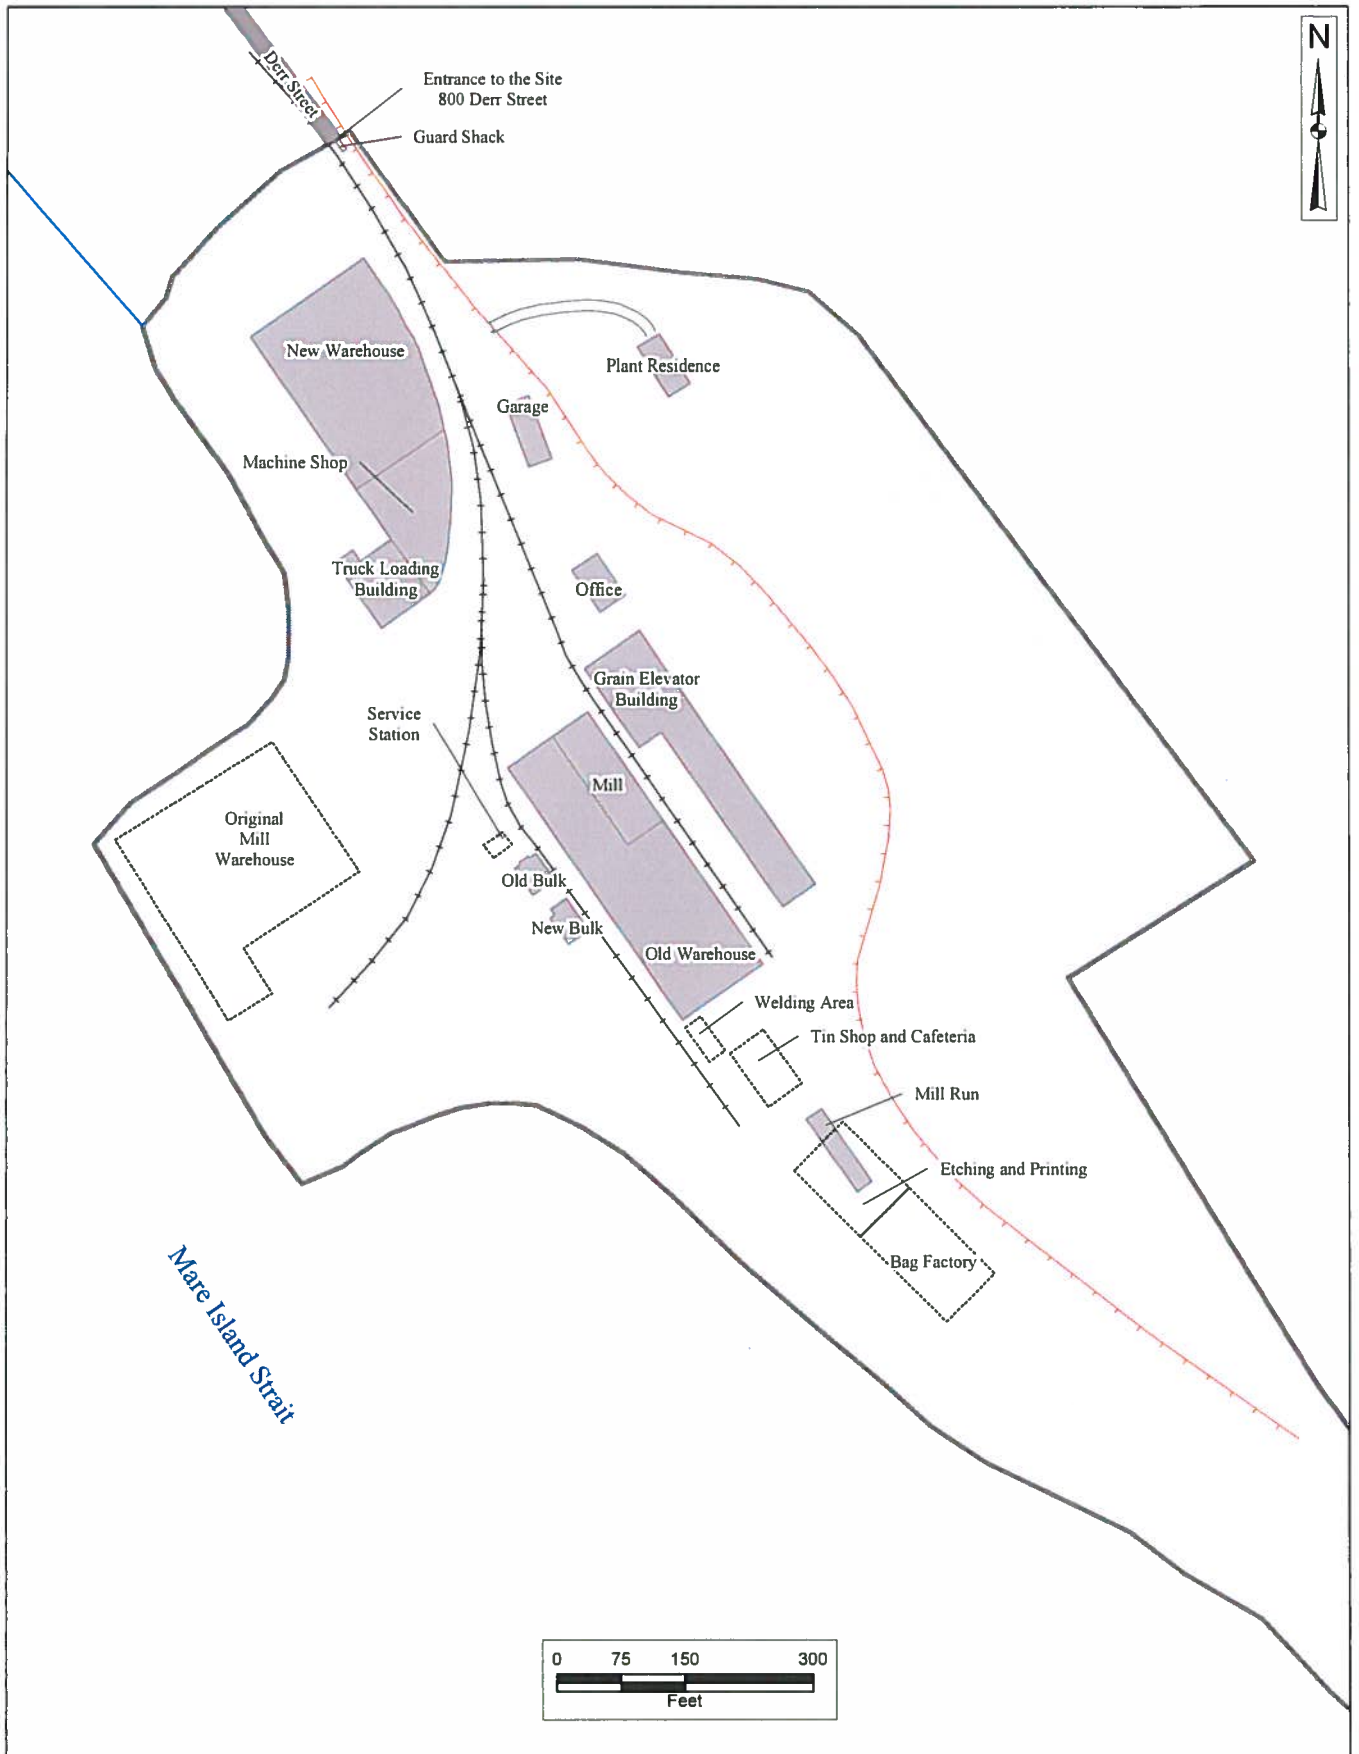 N
Derr Street
Entrance to the Site
800 Derr Street
Guard Shack
New Warehouse
Plant Residence
Garage
Machine Shop
Truck Loading
Building
Office
Grain Elevator
Building
Service
Station
Mill
Original
Mill
Warehouse
Old Bulk
New Bulk
Old Warehouse
Welding Area
Tin Shop and Cafeteria
Mill Run
Etching and Printing
Bag Factory
Mare Island Strait
0 75 150 300
Feet